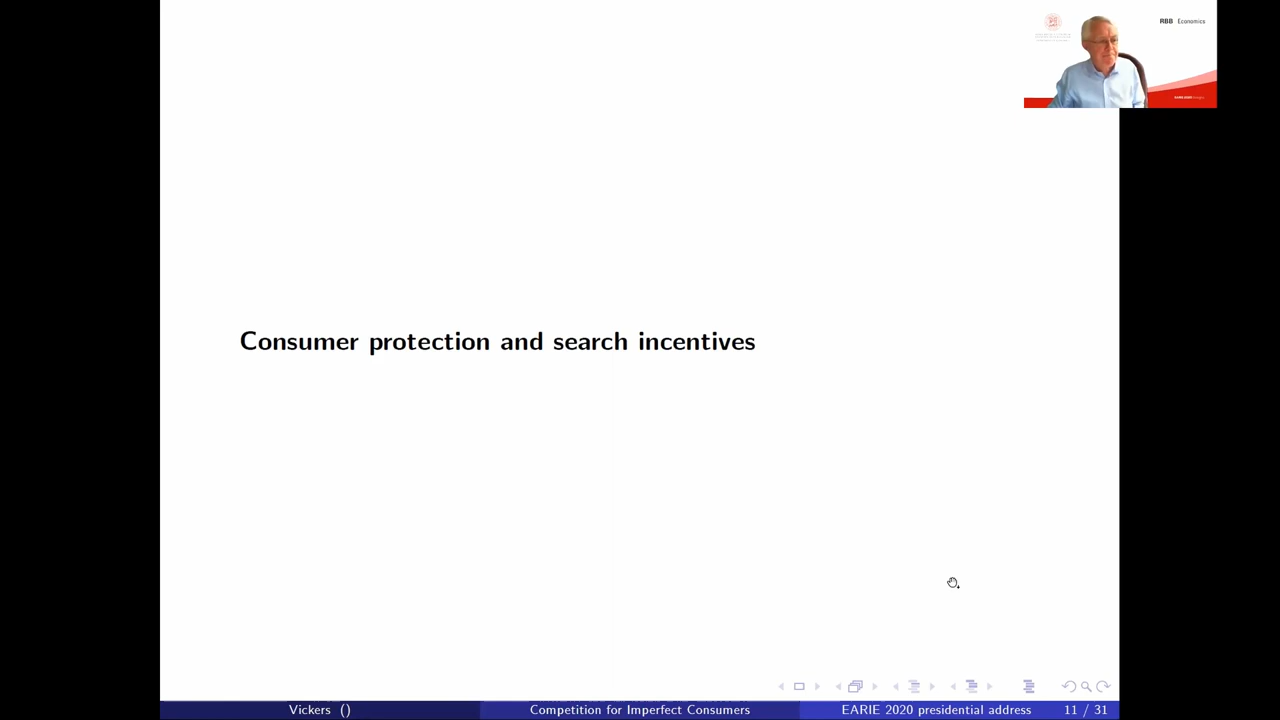 RBB Economics
Consumer protection and search incentives
Vickers ()
Competition for Imperfect Consumers
EARIE 2020 presidential address
11 / 31